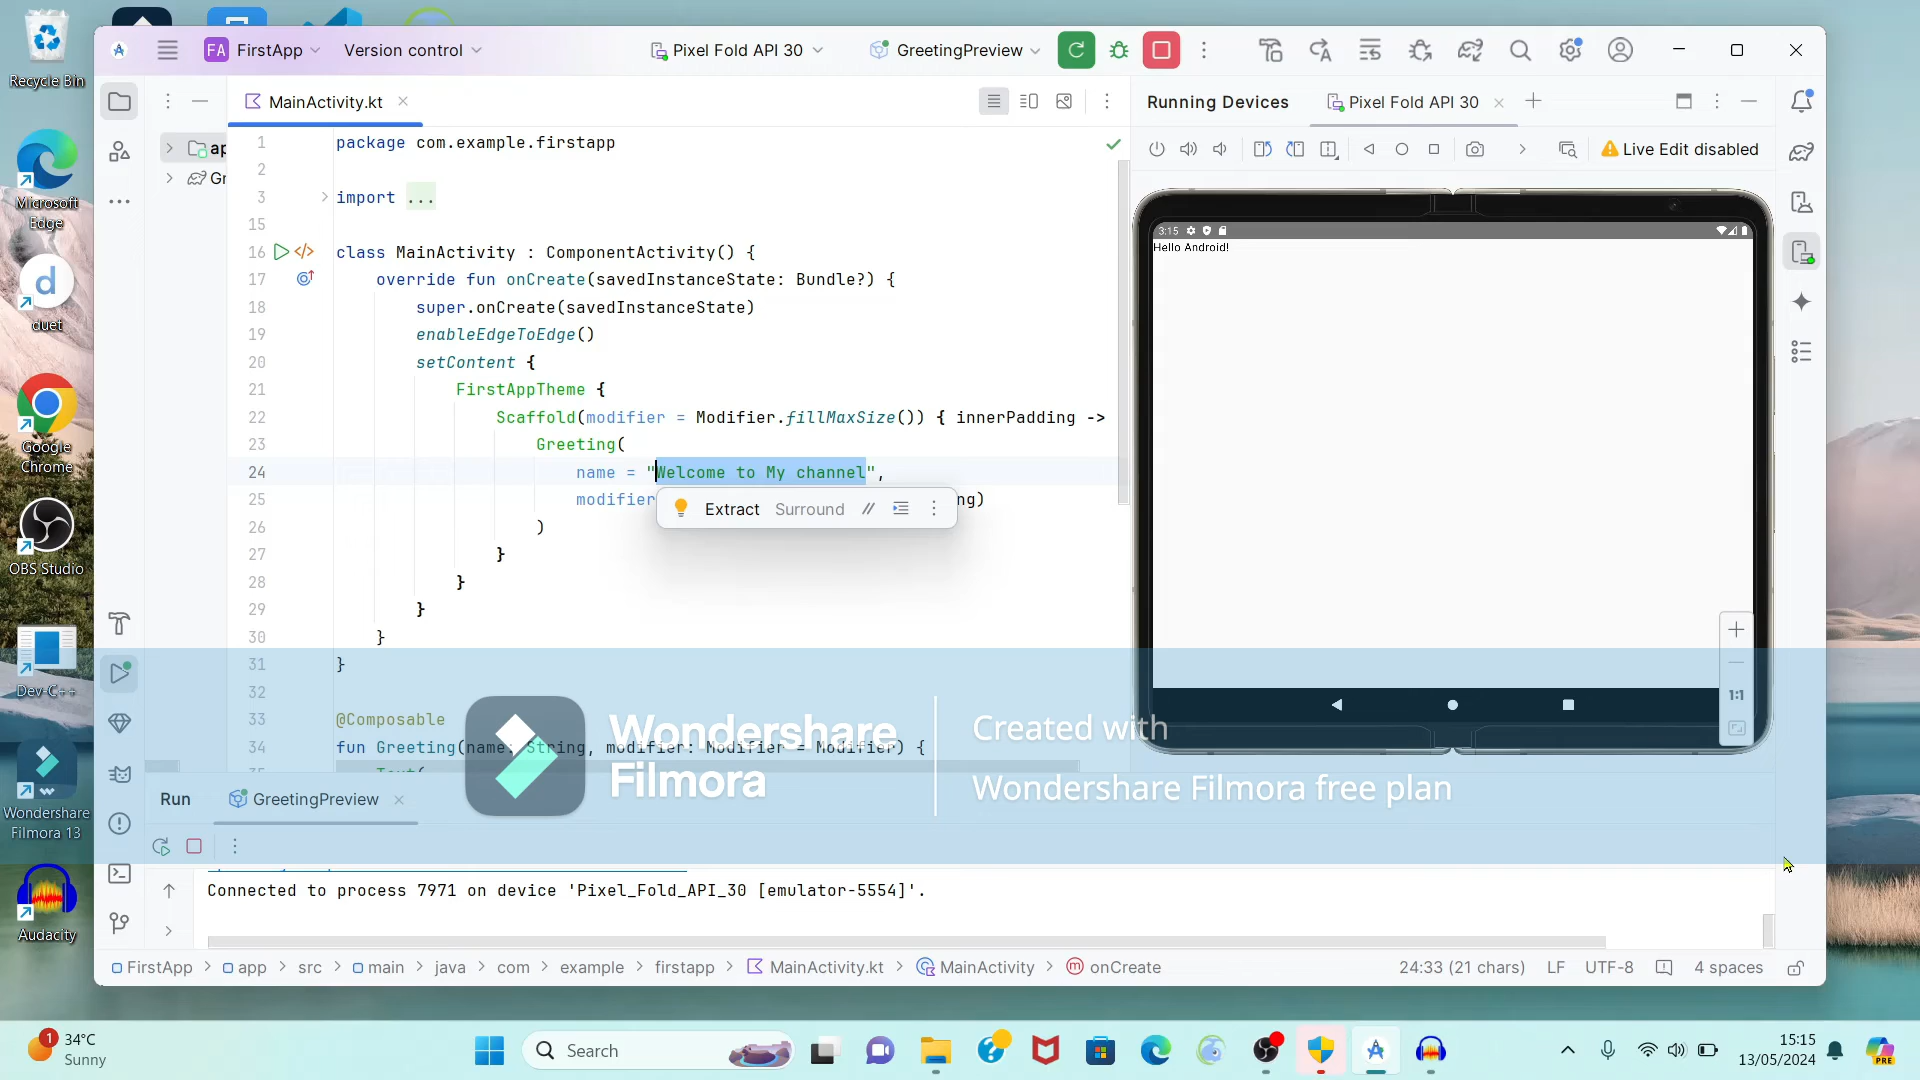 Recycle Bin
Microsoft
Edge
duet
Google
Chrome
OBS Studio
Dev-C++
Wondershare
Filmora 13
Audacity
FA FirstApp
Version control
Pixel Fold API 30
GreetingPreview
MainActivity.kt
ap
Gr
1 package com.example.firstapp
2
3 import ...
15
16 class MainActivity : ComponentActivity() {
17 override fun onCreate(savedInstanceState: Bundle?) {
18 super.onCreate(savedInstanceState)
19 enableEdgeToEdge()
20 setContent {
21 FirstAppTheme {
22 Scaffold(modifier = Modifier.fillMaxSize()) { innerPadding ->
23 Greeting(
24 name = "Welcome to My channel",
25 modifier ng)
Extract Surround //
26 )
27 }
28 }
29 }
30 }
31 }
32
33 @Composable
34 fun Greeting(name: String, modifier: Modifier = Modifier) {
Running Devices
Pixel Fold API 30
Live Edit disabled
3:15
Hello Android!
1:1
Wondershare
Filmora
Created with
Wondershare Filmora free plan
Run
GreetingPreview
Connected to process 7971 on device 'Pixel_Fold_API_30 [emulator-5554]'.
FirstApp > app > src > main > java > com > example > firstapp > MainActivity.kt > MainActivity > onCreate
24:33 (21 chars) LF UTF-8 4 spaces
1
34°C
Sunny
Search
15:15
13/05/2024
PRE